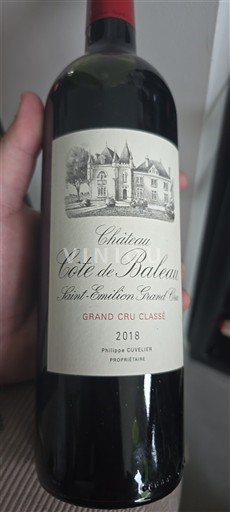 Château
Côte de Baleau
Saint-Emilion Grand Cru
GRAND CRU CLASSÉ
2018
Philippe CUVELIER
PROPRIÉTAIRE